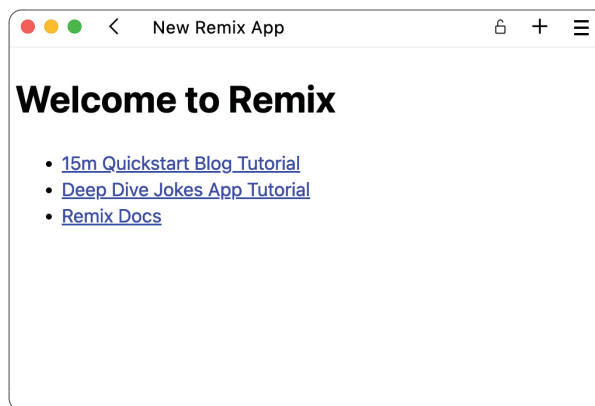 New Remix App
Welcome to Remix
15m Quickstart Blog Tutorial
Deep Dive Jokes App Tutorial
Remix Docs